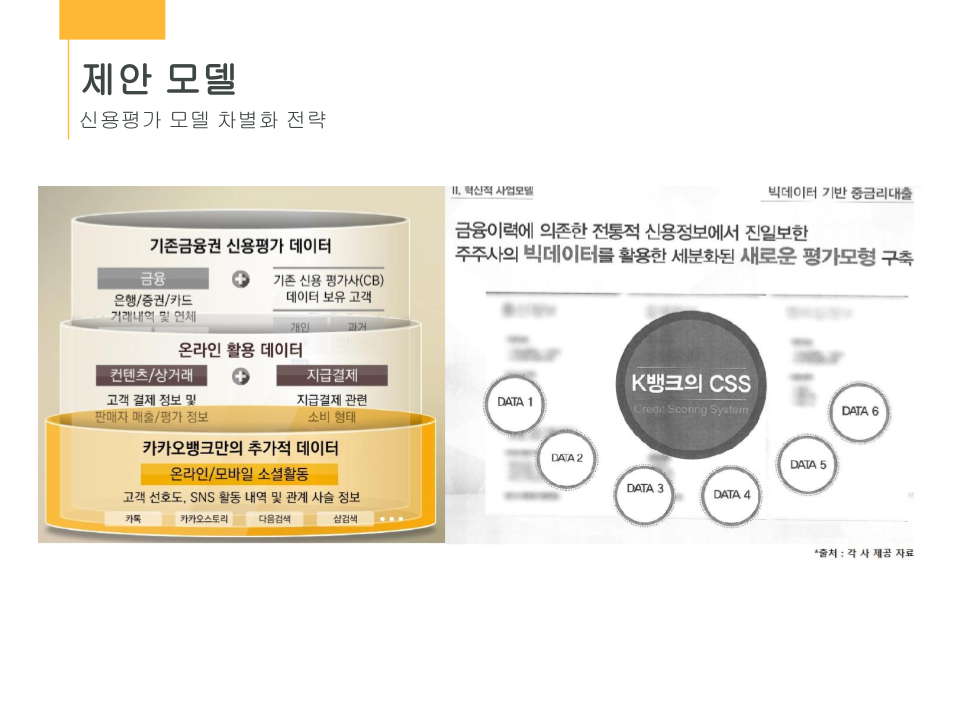 제안 모델
신용평가 모델 차별화 전략
기존금융권 신용평가 데이터
금융
은행/증권/카드
거래내역 및 연체
기존 신용 평가사(CB)
데이터 보유 고객
개인
과거
온라인 활용 데이터
컨텐츠/상거래
고객 결제 정보 및
판매자 매출/평가 정보
지급결제
지급결제 관련
소비 형태
카카오뱅크만의 추가적 데이터
온라인/모바일 소셜활동
고객 선호도, SNS 활동 내역 및 관계 사슬 정보
카톡
카카오스토리
다음검색
샵검색
II. 혁신적 사업모델
빅데이터 기반 중금리대출
금융이력에 의존한 전통적 신용정보에서 진일보한
주주사의 빅데이터를 활용한 세분화된 새로운 평가모형 구축
K뱅크의 CSS
Credit Scoring System
DATA 1
DATA 2
DATA 3
DATA 4
DATA 5
DATA 6
*출처 : 각 사 제공 자료